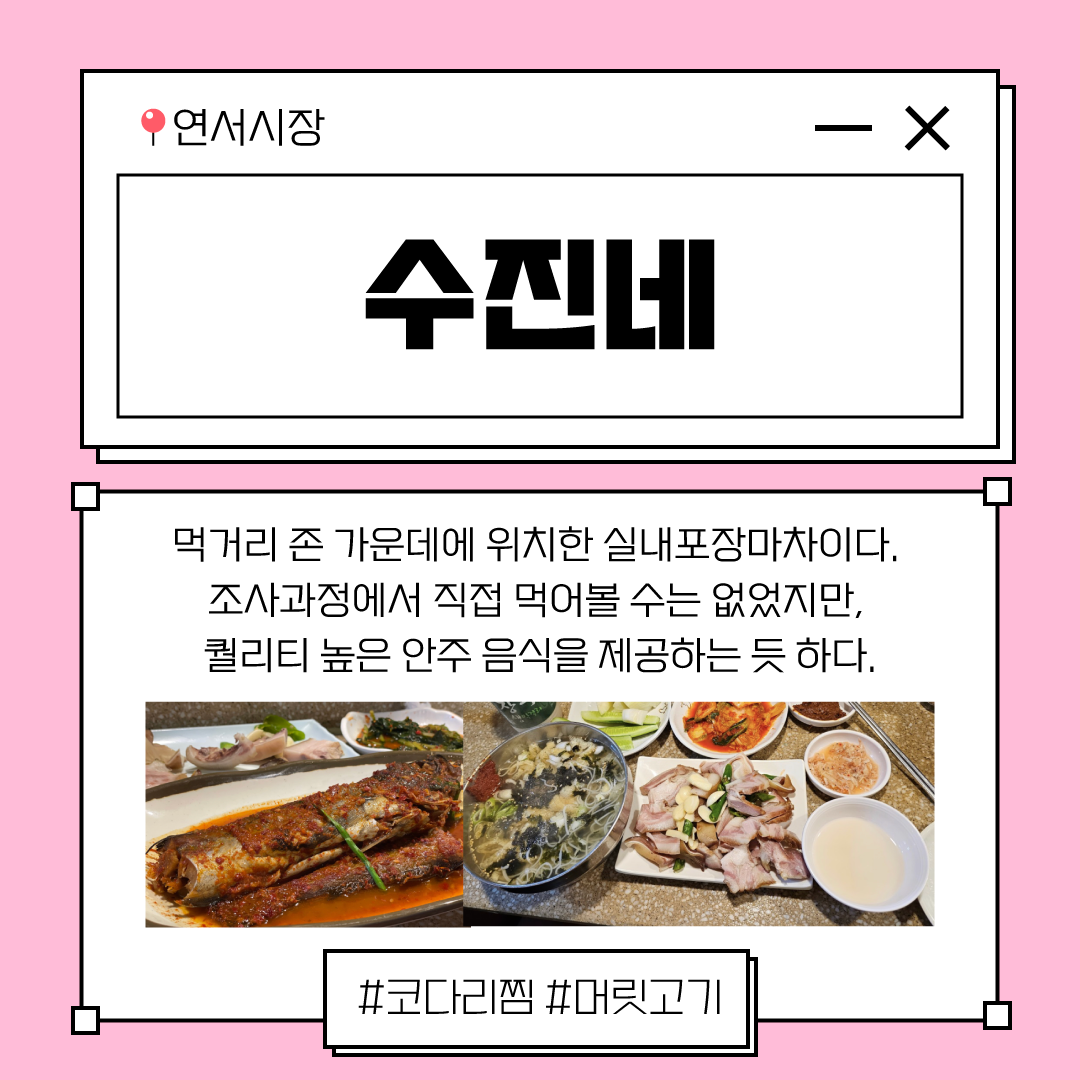 연서시장
수진네
먹거리 존 가운데에 위치한 실내포장마차이다.
조사과정에서 직접 먹어볼 수는 없었지만,
퀄리티 높은 안주 음식을 제공하는 듯 하다.
#코다리찜 #머릿고기